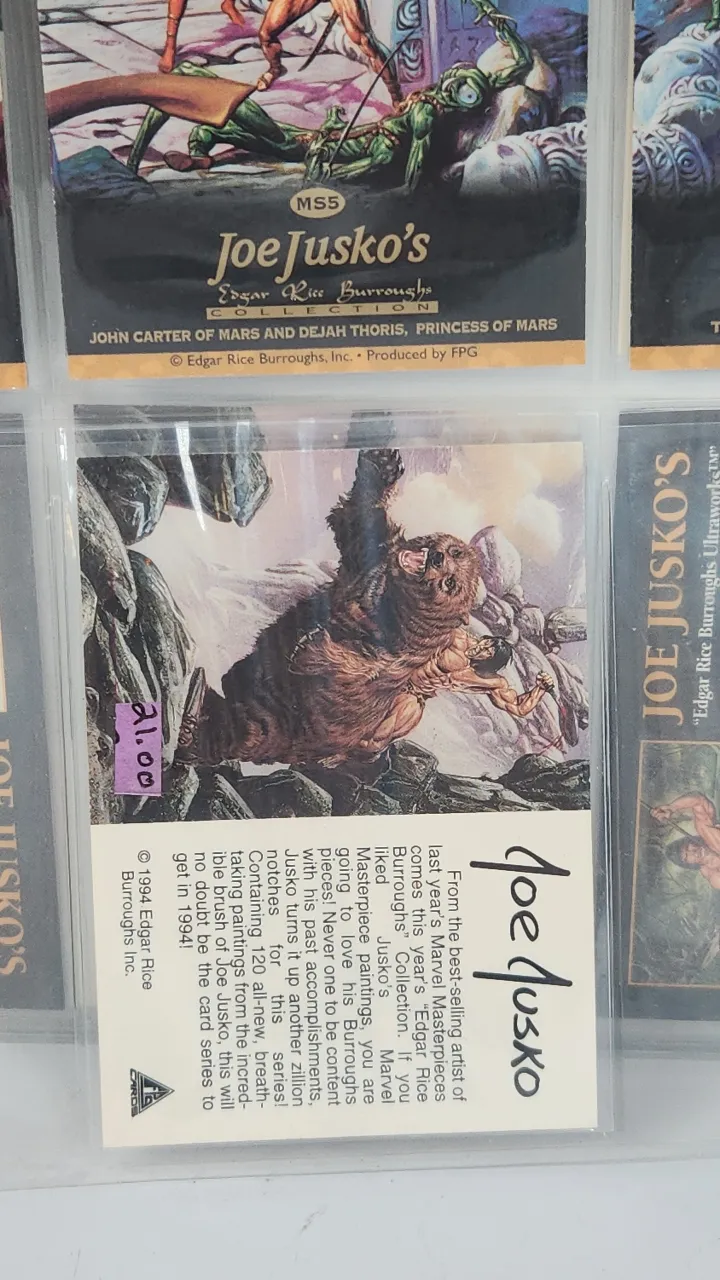 MS5
Joe Jusko's
Edgar Rice Burroughs
COLLECTION
JOHN CARTER OF MARS AND DEJAH THORIS, PRINCESS OF MARS
© Edgar Rice Burroughs, Inc. • Produced by FPG
T
JOE JUSKO'S
"Edgar Rice Burroughs Ultraworks™"
JOE JUSKO'S
21.00
Joe Jusko
From the best-selling artist of
last year's Marvel Masterpieces
comes this year's "Edgar Rice
Burroughs" Collection. If you
liked Jusko's Marvel
Masterpiece paintings, you are
going to love his Burroughs
pieces! Never one to be content
with his past accomplishments,
Jusko turns it up another zillion
notches for this series!
Containing 120 all-new, breath-
taking paintings from the incred-
ible brush of Joe Jusko, this will
no doubt be the card series to
get in 1994!
© 1994 Edgar Rice
Burroughs Inc.
FPG
CARDS